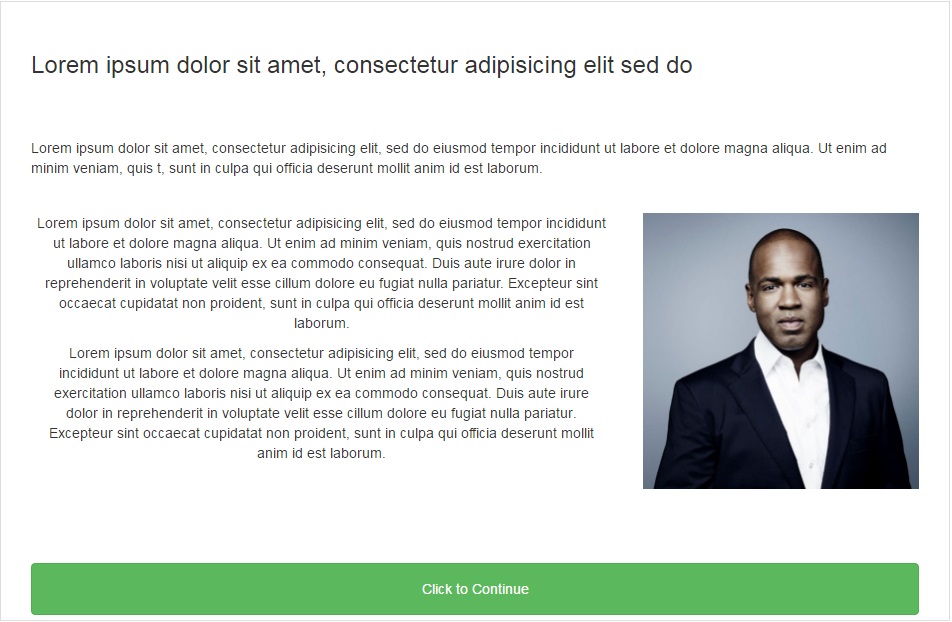 Lorem ipsum dolor sit amet, consectetur adipisicing elit sed do
Lorem ipsum dolor sit amet, consectetur adipisicing elit, sed do eiusmod tempor incididunt ut labore et dolore magna aliqua. Ut enim ad
minim veniam, quis t, sunt in culpa qui officia deserunt mollit anim id est laborum.
Lorem ipsum dolor sit amet, consectetur adipisicing elit, sed do eiusmod tempor incididunt
ut labore et dolore magna aliqua. Ut enim ad minim veniam, quis nostrud exercitation
ullamco laboris nisi ut aliquip ex ea commodo consequat. Duis aute irure dolor in
reprehenderit in voluptate velit esse cillum dolore eu fugiat nulla pariatur. Excepteur sint
occaecat cupidatat non proident, sunt in culpa qui officia deserunt mollit anim id est
laborum.
Lorem ipsum dolor sit amet, consectetur adipisicing elit, sed do eiusmod tempor
incididunt ut labore et dolore magna aliqua. Ut enim ad minim veniam, quis nostrud
exercitation ullamco laboris nisi ut aliquip ex ea commodo consequat. Duis aute irure
dolor in reprehenderit in voluptate velit esse cillum dolore eu fugiat nulla pariatur.
Excepteur sint occaecat cupidatat non proident, sunt in culpa qui officia deserunt mollit
anim id est laborum.
Click to Continue